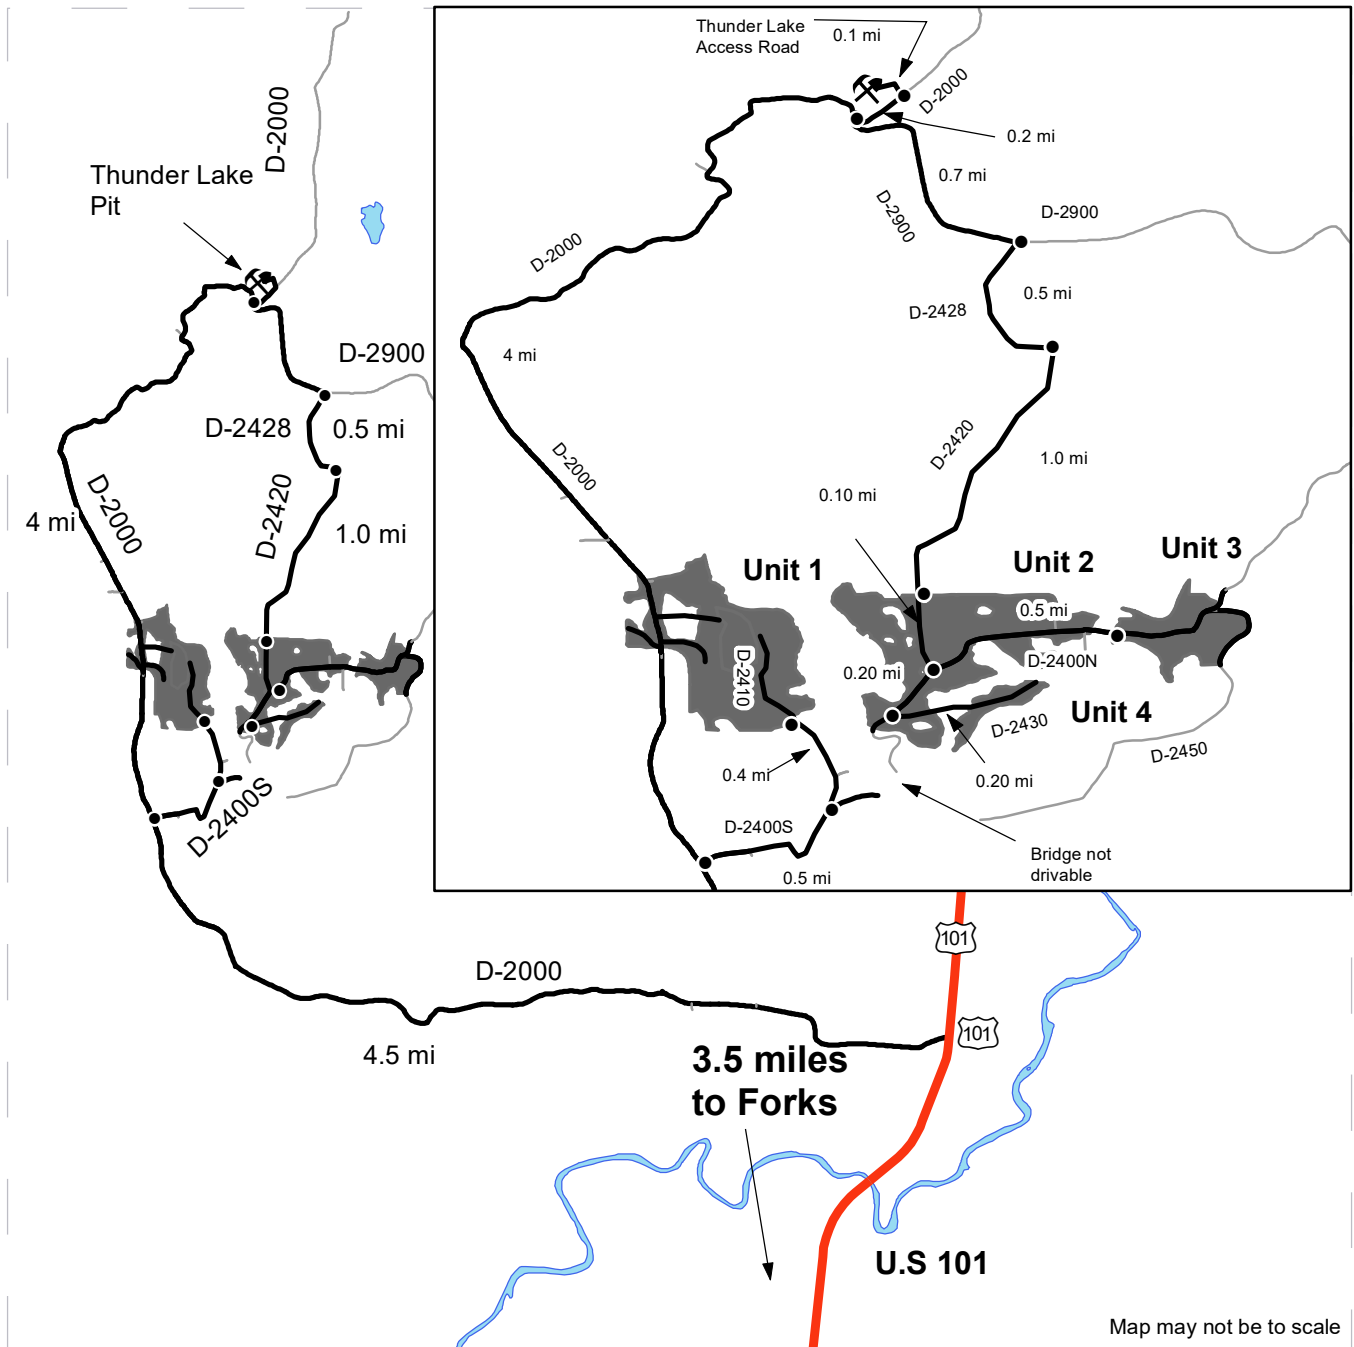 Thunder Lake
Access Road
0.1 mi
D-2000
D-2000
0.2 mi
Thunder Lake
Pit
0.7 mi
D-2900
D-2900
D-2000
0.5 mi
D-2428
D-2900
4 mi
D-2428
0.5 mi
D-2000
D-2420
1.0 mi
D-2000
D-2420
0.10 mi
4 mi
1.0 mi
Unit 1
Unit 2
Unit 3
0.5 mi
D-2400N
D-2410
0.20 mi
Unit 4
D-2430
D-2450
0.4 mi
0.20 mi
D-2400S
D-2400S
Bridge not
drivable
0.5 mi
101
D-2000
101
4.5 mi
3.5 miles
to Forks
U.S 101
Map may not be to scale